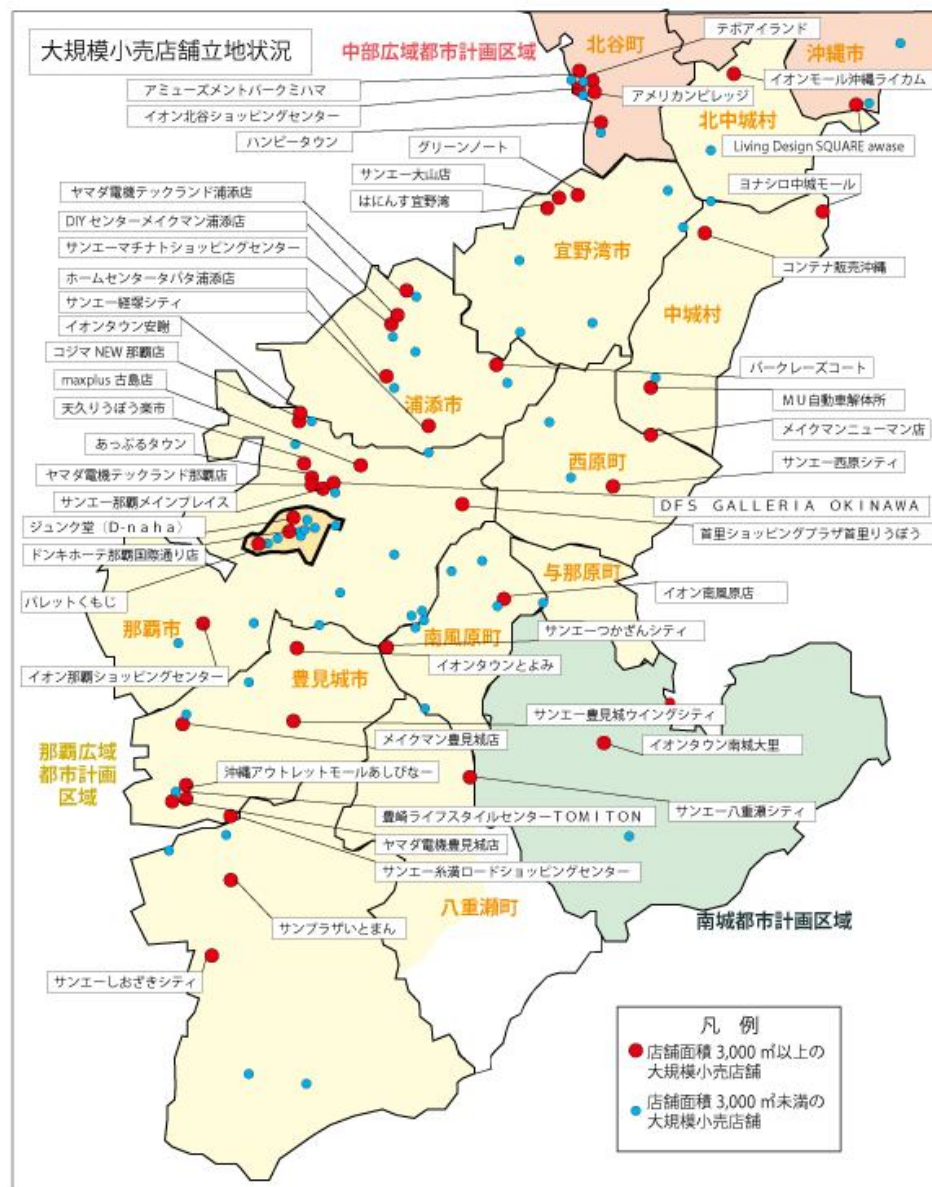 大規模小売店舗立地状況
中部広域都市計画区域
北谷町
テポアイランド
沖縄市
アミューズメントパークミハマ
イオンモール沖縄ライカム
イオン北谷ショッピングセンター
アメリカンビレッジ
北中城村
ハンビータウン
Living Design SQUARE awase
グリーンノート
サンエー大山店
はにんす宜野湾
ヨナシロ中城モール
ヤマダ電機テックランド浦添店
DIYセンターメイクマン浦添店
サンエーマチナトショッピングセンター
宜野湾市
コンテナ販売沖縄
ホームセンタータバタ浦添店
サンエー経塚シティ
中城村
イオンタウン安謝
コジマ NEW 那覇店
パークレーズコート
maxplus 古島店
MU自動車解体所
天久りうぼう楽市
浦添市
メイクマンニューマン店
あっぷるタウン
西原町
サンエー西原シティ
ヤマダ電機テックランド那覇店
サンエー那覇メインプレイス
DFS GALLERIA OKINAWA
ジュンク堂（D-naha）
首里ショッピングプラザ首里りうぼう
ドンキホーテ那覇国際通り店
与那原町
パレットくもじ
イオン南風原店
那覇市
南風原町
サンエーつかざんシティ
イオンタウンとよみ
イオン那覇ショッピングセンター
豊見城市
サンエー豊見城ウイングシティ
メイクマン豊見城店
イオンタウン南城大里
那覇広域
都市計画
区域
沖縄アウトレットモールあしびなー
サンエー八重瀬シティ
豊崎ライフスタイルセンターTOMITON
ヤマダ電機豊見城店
サンエー糸満ロードショッピングセンター
八重瀬町
南城都市計画区域
サンプラザいとまん
サンエーしおざきシティ
凡 例
店舗面積 3,000 ㎡以上の
大規模小売店舗
店舗面積 3,000 ㎡未満の
大規模小売店舗